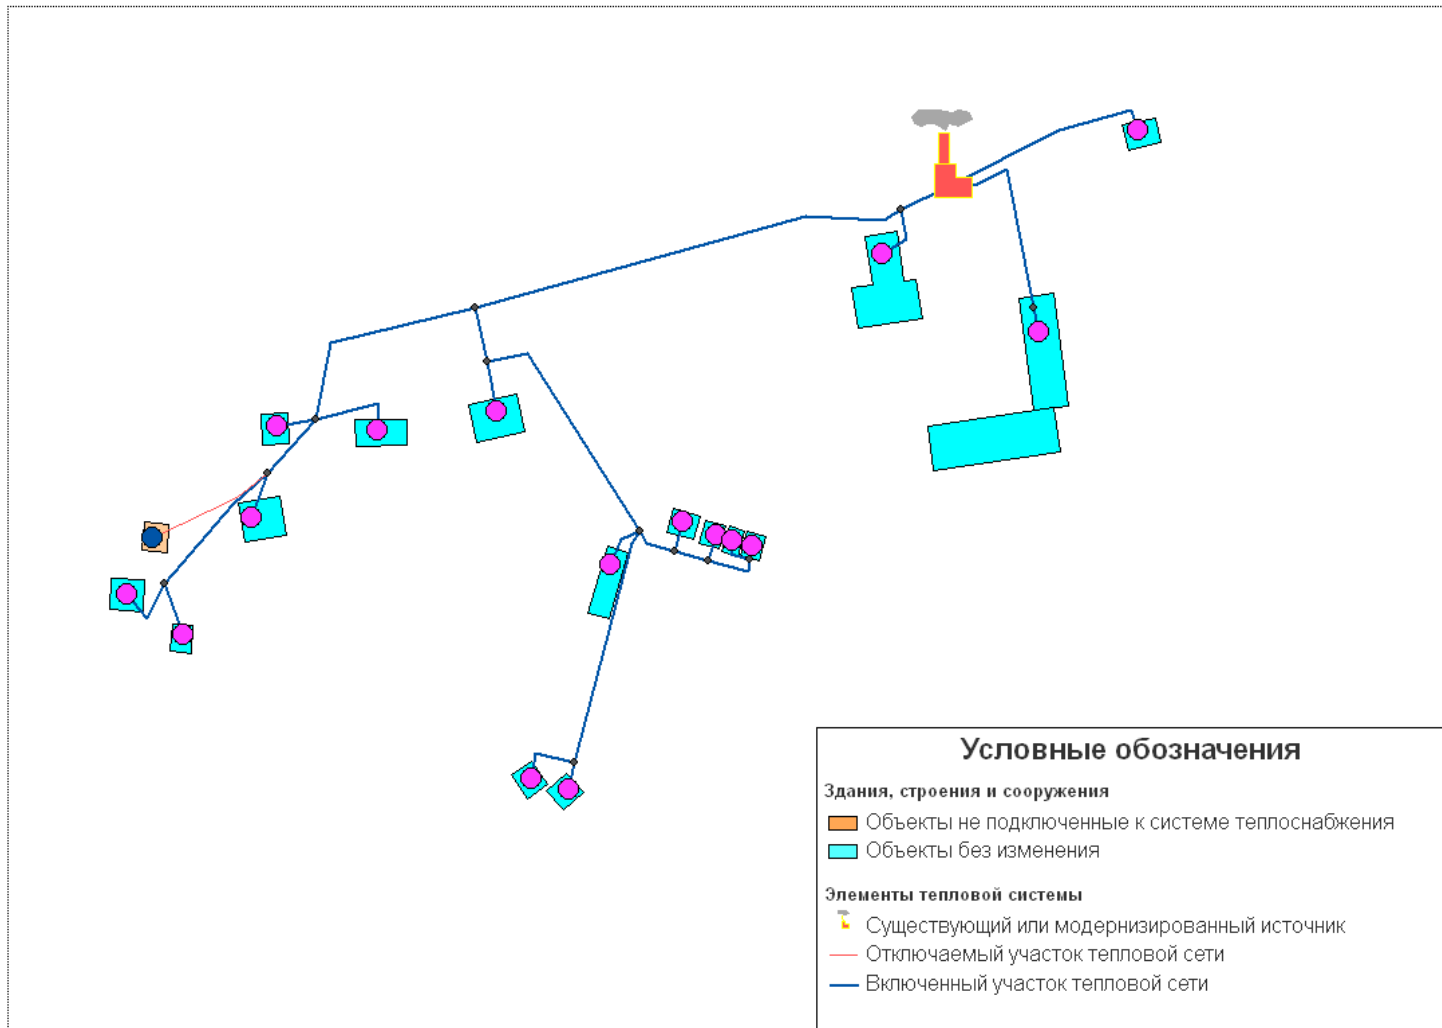 Условные обозначения
Здания, строения и сооружения
Объекты не подключенные к системе теплоснабжения
Объекты без изменения
Элементы тепловой системы
Существующий или модернизированный источник
Отключаемый участок тепловой сети
Включенный участок тепловой сети